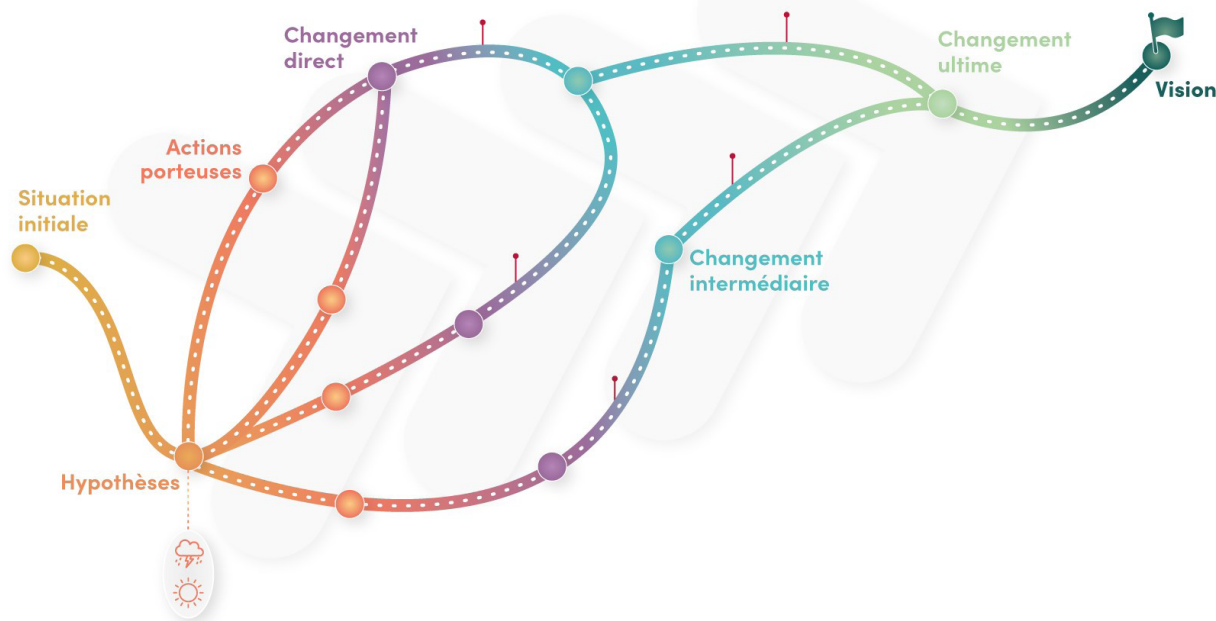 Situation
initiale
Hypothèses
Actions
porteuses
Changement
direct
Changement
intermédiaire
Changement
ultime
Vision